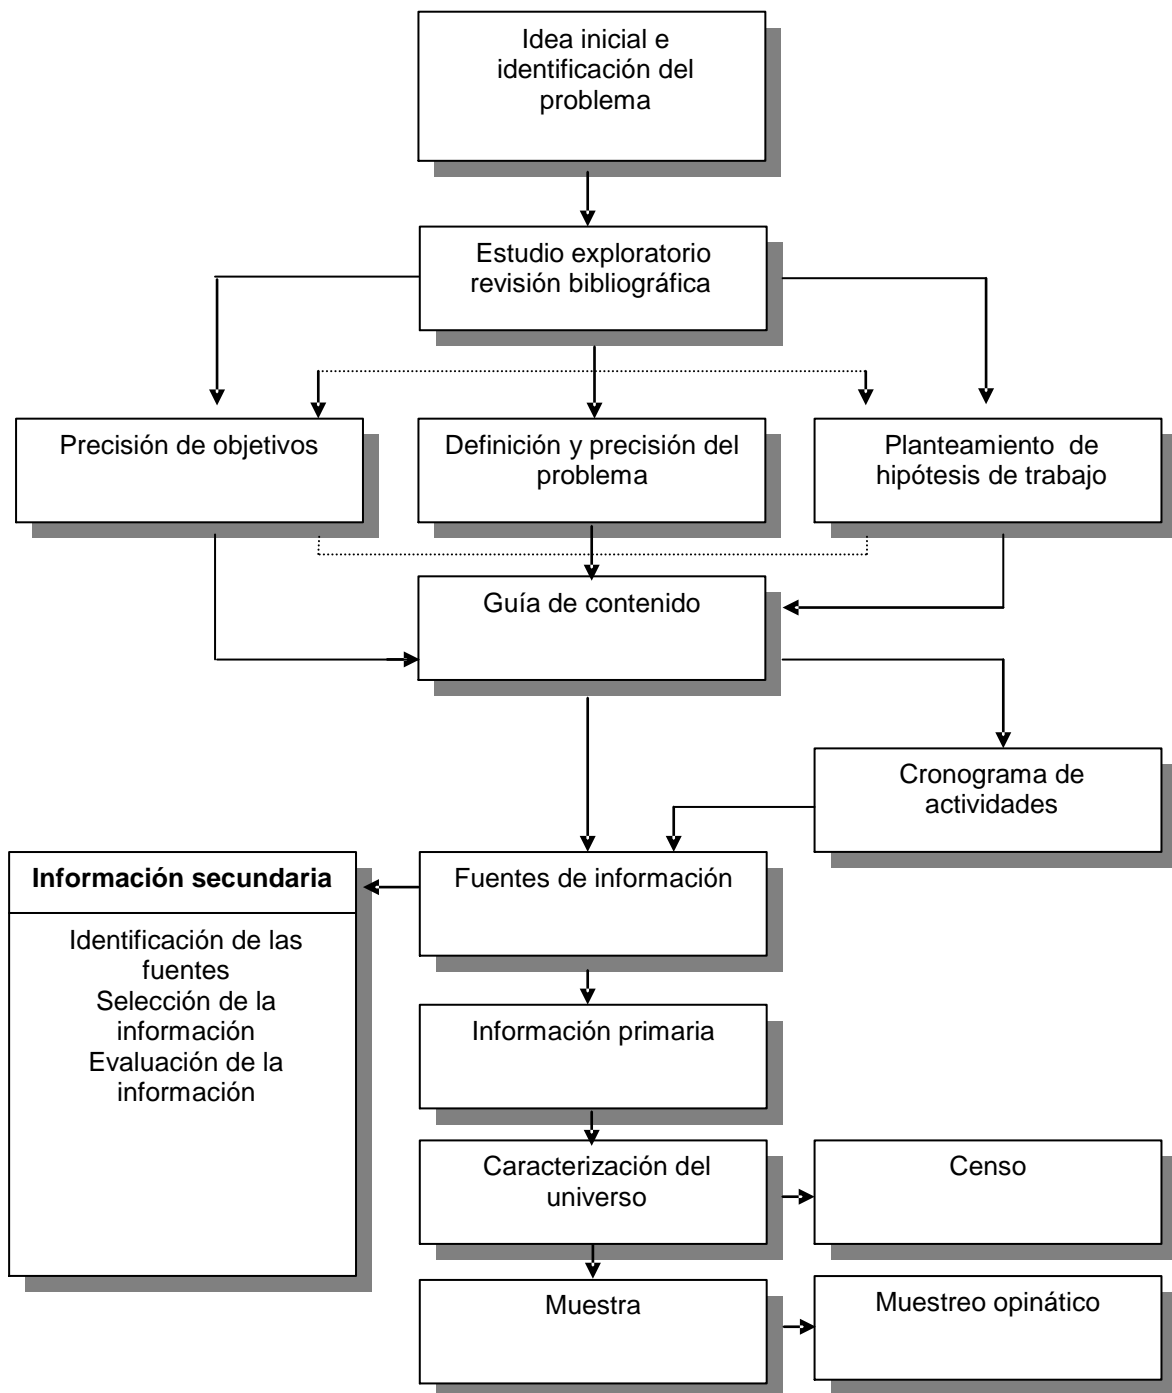 Idea inicial e
identificación del
problema
Estudio exploratorio
revisión bibliográfica
Precisión de objetivos
Definición y precisión del
problema
Planteamiento de
hipótesis de trabajo
Guía de contenido
Cronograma de
actividades
Fuentes de información
Información secundaria
Identificación de las
fuentes
Selección de la
información
Evaluación de la
información
Información primaria
Caracterización del
universo
Censo
Muestra
Muestreo opinático